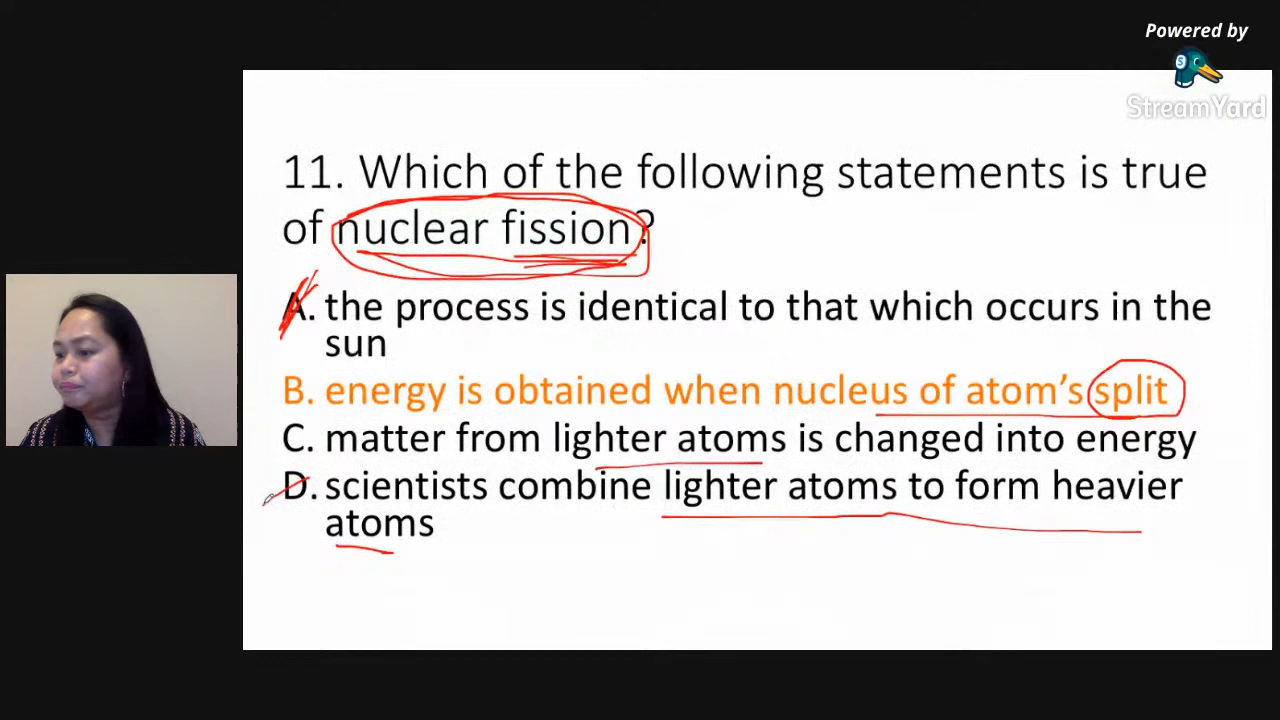 Powered by
StreamYard
11. Which of the following statements is true
of nuclear fission?
A. the process is identical to that which occurs in the
sun
B. energy is obtained when nucleus of atom's split
C. matter from lighter atoms is changed into energy
D. scientists combine lighter atoms to form heavier
atoms